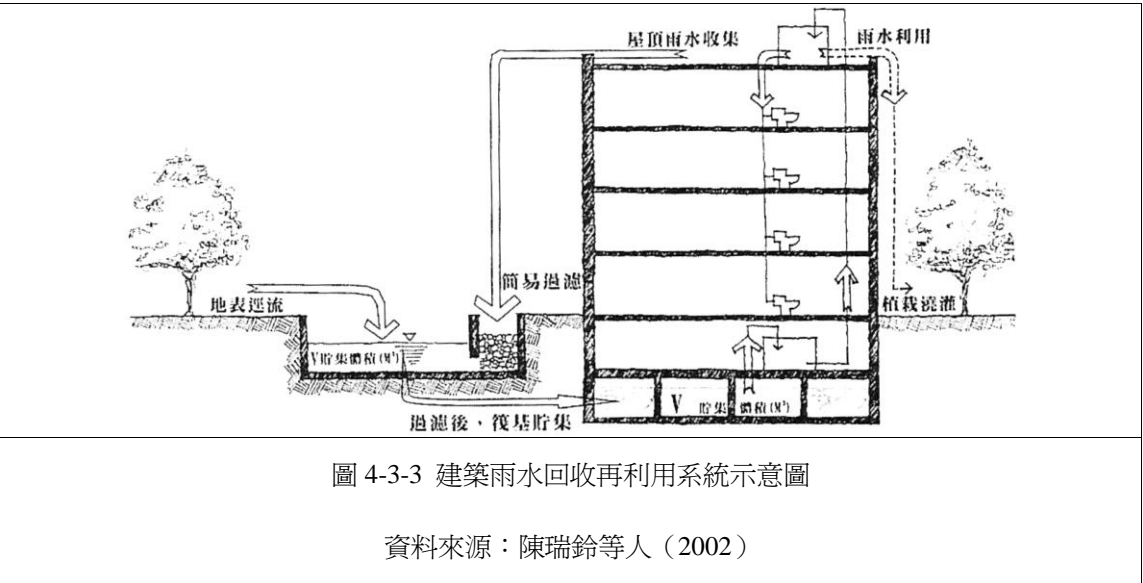 屋頂雨水收集
雨水利用
簡易過濾
地表逕流
植栽澆灌
V貯集體積(M³)
V 貯集體積(M³)
過濾後，筏基貯集
圖 4-3-3 建築雨水回收再利用系統示意圖
資料來源：陳瑞鈴等人（2002）